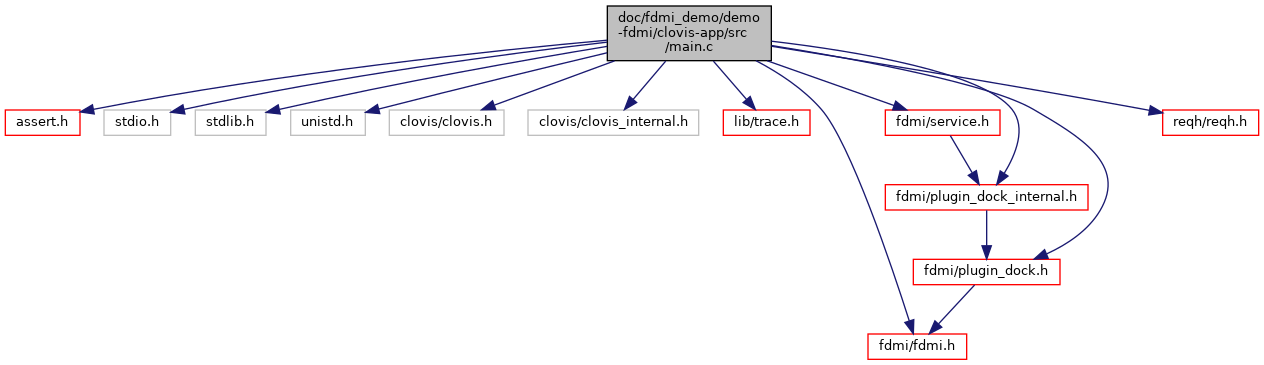 doc/fdmi_demo/demo
-fdmi/clovis-app/src
/main.c
assert.h
stdio.h
stdlib.h
unistd.h
clovis/clovis.h
clovis/clovis_internal.h
lib/trace.h
fdmi/service.h
reqh/reqh.h
fdmi/plugin_dock_internal.h
fdmi/plugin_dock.h
fdmi/fdmi.h